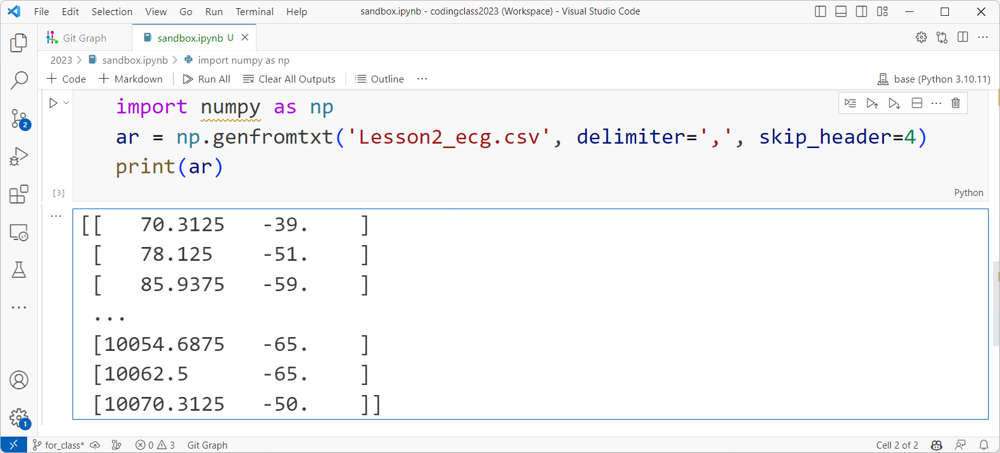 File Edit Selection View Go Run Terminal Help sandbox.ipynb - codingclass2023 (Workspace) - Visual Studio Code
Git Graph sandbox.ipynb U
2023 > sandbox.ipynb > import numpy as np
+ Code + Markdown Run All Clear All Outputs Outline ... base (Python 3.10.11)
import numpy as np
ar = np.genfromtxt('Lesson2_ecg.csv', delimiter=',', skip_header=4)
print(ar)
[3] Python
...
[[   70.3125   -39.    ]
[   78.125    -51.    ]
[   85.9375   -59.    ]
...
[10054.6875   -65.    ]
[10062.5      -65.    ]
[10070.3125   -50.    ]]
2
1
for_class* 0 3 Git Graph Cell 2 of 2